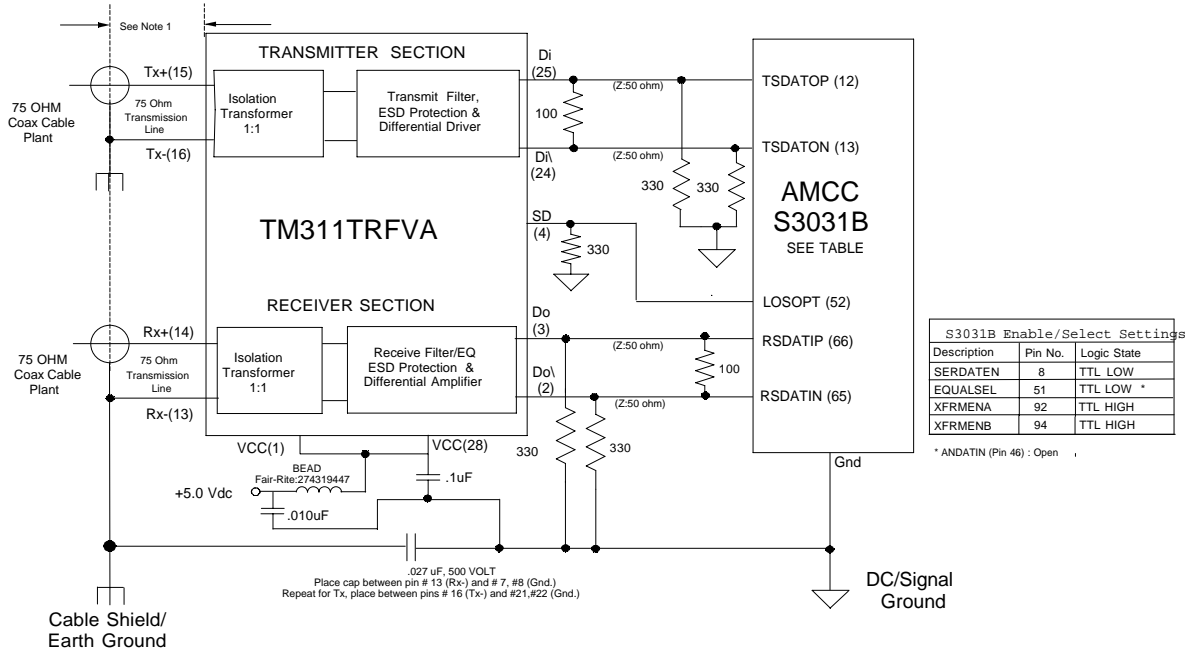 See Note 1
TRANSMITTER SECTION
Di
(25)
Tx+(15)
(Z:50 ohm)
TSDATOP (12)
75 OHM
Coax Cable
Plant
75 Ohm
Transmission
Line
Isolation
Transformer
1:1
Transmit Filter,
ESD Protection &
Differential Driver
100
Tx-(16)
Di\
(24)
(Z:50 ohm)
TSDATON (13)
330
330
AMCC
S3031B
SEE TABLE
TM311TRFVA
SD
(4)
330
RECEIVER SECTION
LOSOPT (52)
Do
(3)
Rx+(14)
(Z:50 ohm)
RSDATIP (66)
75 OHM
Coax Cable
Plant
75 Ohm
Transmission
Line
Isolation
Transformer
1:1
Receive Filter/EQ
ESD Protection &
Differential Amplifier
100
Do\
(2)
Rx-(13)
(Z:50 ohm)
RSDATIN (65)
S3031B Enable/Select Settings
Description Pin No. Logic State
SERDATEN 8 TTL LOW
EQUALSEL 51 TTL LOW *
XFRMENA 92 TTL HIGH
XFRMENB 94 TTL HIGH
* ANDATIN (Pin 46) : Open
VCC(1)
VCC(28)
330
330
Gnd
BEAD
Fair-Rite:274319447
+5.0 Vdc
.1uF
.010uF
.027 uF, 500 VOLT
Place cap between pin # 13 (Rx-) and # 7, #8 (Gnd.)
Repeat for Tx, place between pins # 16 (Tx-) and #21,#22 (Gnd.)
DC/Signal
Ground
Cable Shield/
Earth Ground